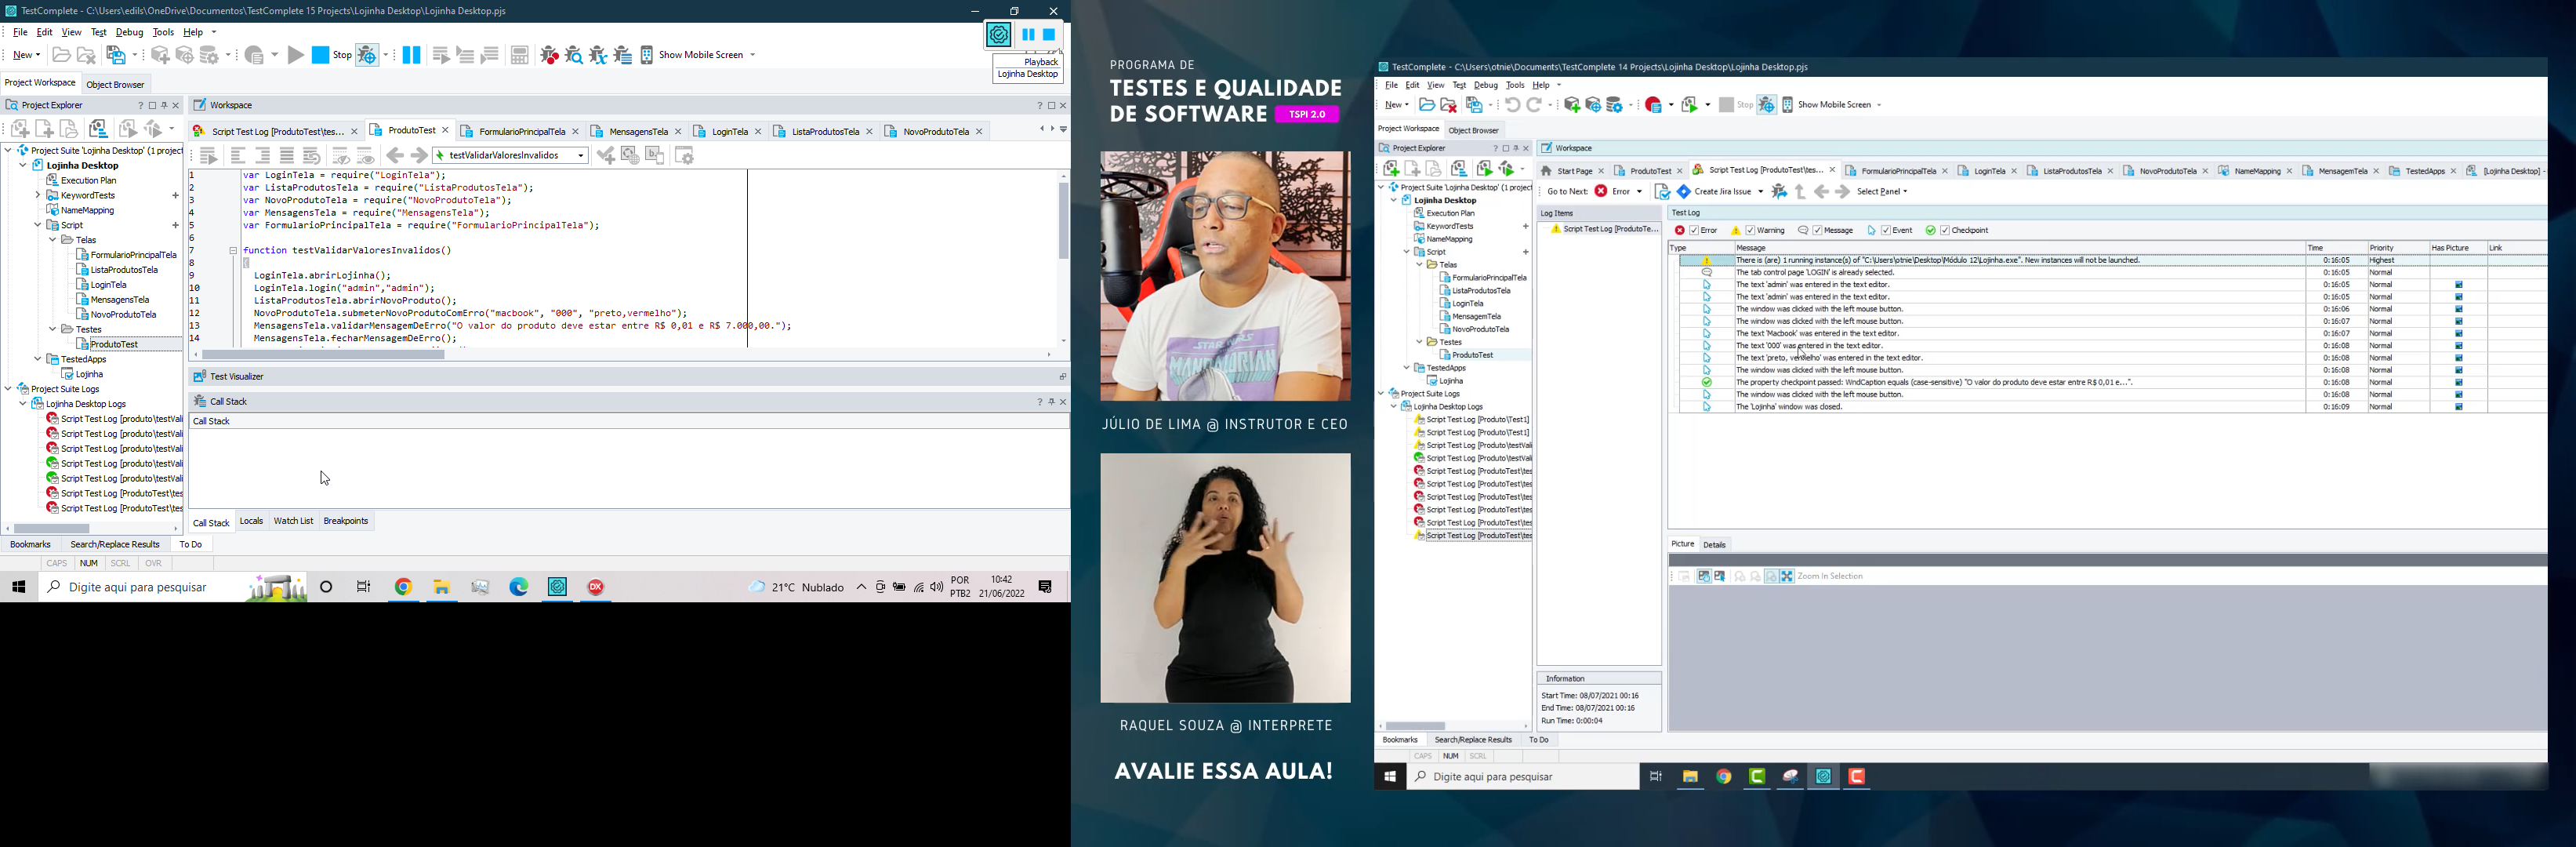 TestComplete - C:\Users\edils\OneDrive\Documentos\TestComplete 15 Projects\Lojinha Desktop\Lojinha Desktop.pjs
File Edit View Test Debug Tools Help
New
Stop
Show Mobile Screen
Playback
Lojinha Desktop
Project Workspace Object Browser
Project Explorer
Project Suite 'Lojinha Desktop' (1 project
Lojinha Desktop
Execution Plan
KeywordTests
NameMapping
Script
Telas
FormularioPrincipalTela
ListaProdutosTela
LoginTela
MensagensTela
NovoProdutoTela
Testes
ProdutoTest
TestedApps
Lojinha
Project Suite Logs
Lojinha Desktop Logs
Script Test Log [produto\testVali
Script Test Log [produto\testVali
Script Test Log [produto\testVali
Script Test Log [produto\testVali
Script Test Log [produto\testVali
Script Test Log [ProdutoTest\tes
Script Test Log [ProdutoTest\tes
Workspace
Script Test Log [ProdutoTest\tes... ProdutoTest FormularioPrincipalTela MensagensTela LoginTela ListaProdutosTela NovoProdutoTela
testValidarValoresInvalidos
1 var LoginTela = require("LoginTela");
2 var ListaProdutosTela = require("ListaProdutosTela");
3 var NovoProdutoTela = require("NovoProdutoTela");
4 var MensagensTela = require("MensagensTela");
5 var FormularioPrincipalTela = require("FormularioPrincipalTela");
6
7 function testValidarValoresInvalidos()
8 {
9 LoginTela.abrirLojinha();
10 LoginTela.login("admin","admin");
11 ListaProdutosTela.abrirNovoProduto();
12 NovoProdutoTela.submeterNovoProdutoComErro("macbook", "000", "preto,vermelho");
13 MensagensTela.validarMensagemDeErro("O valor do produto deve estar entre R$ 0,01 e R$ 7.000,00.");
14 MensagensTela.fecharMensagemDeErro();
Test Visualizer
Call Stack
Call Stack
Call Stack Locals Watch List Breakpoints
Bookmarks Search/Replace Results To Do
CAPS NUM SCRL OVR
Digite aqui para pesquisar
21°C Nublado
POR
PTB2
10:42
21/06/2022
PROGRAMA DE
TESTES E QUALIDADE
DE SOFTWARE TSPI 2.0
STAR WARS
MANDALORIAN
JÚLIO DE LIMA @ INSTRUTOR E CEO
RAQUEL SOUZA @ INTERPRETE
AVALIE ESSA AULA!
TestComplete - C:\Users\otnie\Documents\TestComplete 14 Projects\Lojinha Desktop\Lojinha Desktop.pjs
File Edit View Test Debug Tools Help
New
Stop
Show Mobile Screen
Project Workspace Object Browser
Project Explorer
Project Suite 'Lojinha Desktop' (1 project
Lojinha Desktop
Execution Plan
KeywordTests
NameMapping
Script
Telas
FormularioPrincipalTela
ListaProdutosTela
LoginTela
MensagemTela
NovoProdutoTela
Testes
ProdutoTest
TestedApps
Lojinha
Project Suite Logs
Lojinha Desktop Logs
Script Test Log [Produto\Test1]
Script Test Log [Produto\Test1]
Script Test Log [Produto\testVali
Script Test Log [Produto\testVali
Script Test Log [ProdutoTest\tes
Script Test Log [ProdutoTest\tes
Script Test Log [ProdutoTest\tes
Script Test Log [ProdutoTest\tes
Script Test Log [ProdutoTest\tes
Script Test Log [ProdutoTest\tes
Workspace
Start Page ProdutoTest Script Test Log [ProdutoTest\tes... FormularioPrincipalTela LoginTela ListaProdutosTela NovoProdutoTela NameMapping MensagemTela TestedApps [Lojinha Desktop] -
Go to Next: Error Create Jira Issue Select Panel
Log Items
Script Test Log [ProdutoTe...
Test Log
Error Warning Message Event Checkpoint
Type Message Time Priority Has Picture Link
There is (are) 1 running instance(s) of "C:\Users\otnie\Desktop\Módulo 12\Lojinha.exe". New instances will not be launched. 0:16:05 Highest
The tab control page 'LOGIN' is already selected. 0:16:05 Normal
The text 'admin' was entered in the text editor. 0:16:05 Normal
The text 'admin' was entered in the text editor. 0:16:05 Normal
The window was clicked with the left mouse button. 0:16:06 Normal
The window was clicked with the left mouse button. 0:16:07 Normal
The text 'Macbook' was entered in the text editor. 0:16:07 Normal
The text '000' was entered in the text editor. 0:16:08 Normal
The text 'preto, vermelho' was entered in the text editor. 0:16:08 Normal
The window was clicked with the left mouse button. 0:16:08 Normal
The property checkpoint passed: WndCaption equals (case-sensitive) "O valor do produto deve estar entre R$ 0,01 e...". 0:16:08 Normal
The window was clicked with the left mouse button. 0:16:08 Normal
The 'Lojinha' window was closed. 0:16:09 Normal
Picture Details
Zoom In Selection
Information
Start Time: 08/07/2021 00:16
End Time: 08/07/2021 00:16
Run Time: 0:00:04
Bookmarks Search/Replace Results To Do
CAPS NUM SCRL
Digite aqui para pesquisar